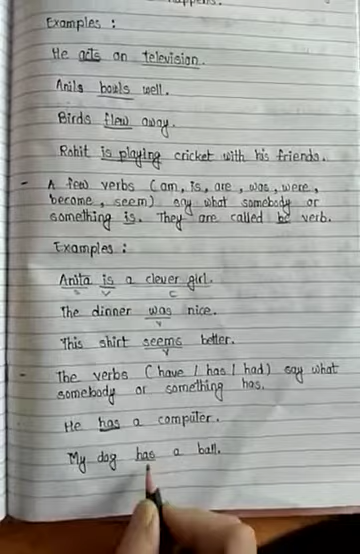 happens.
Examples :
He acts on television.
Anils bowls well.
Birds flew away.
Rohit is playing cricket with his friends.
- A few verbs (am, is, are, was, were,
become, seem) say what somebody or
something is. They are called be verb.
Examples :
Anita is a clever girl.
S V C
The dinner was nice.
V
This shirt seems better.
V
- The verbs (have / has / had) say what
somebody or something has.
He has a computer.
My dog has a ball.